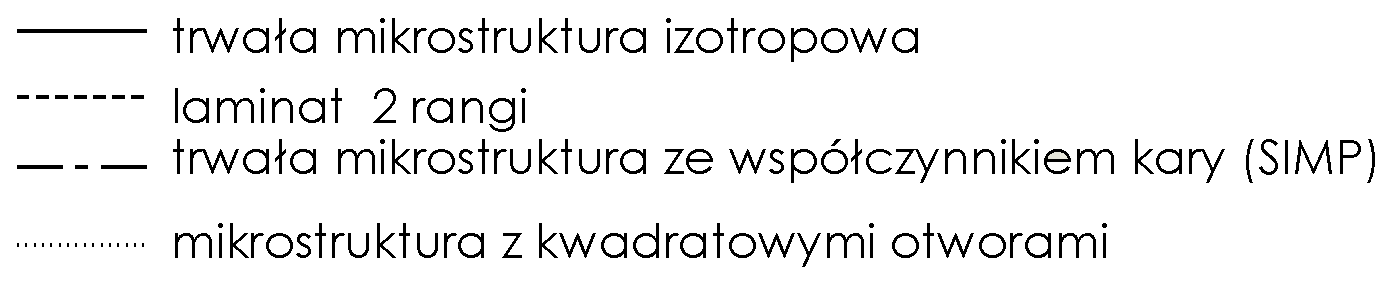 trwała mikrostruktura izotropowa
laminat 2 rangi
trwała mikrostruktura ze współczynnikiem kary (SIMP)
mikrostruktura z kwadratowymi otworami